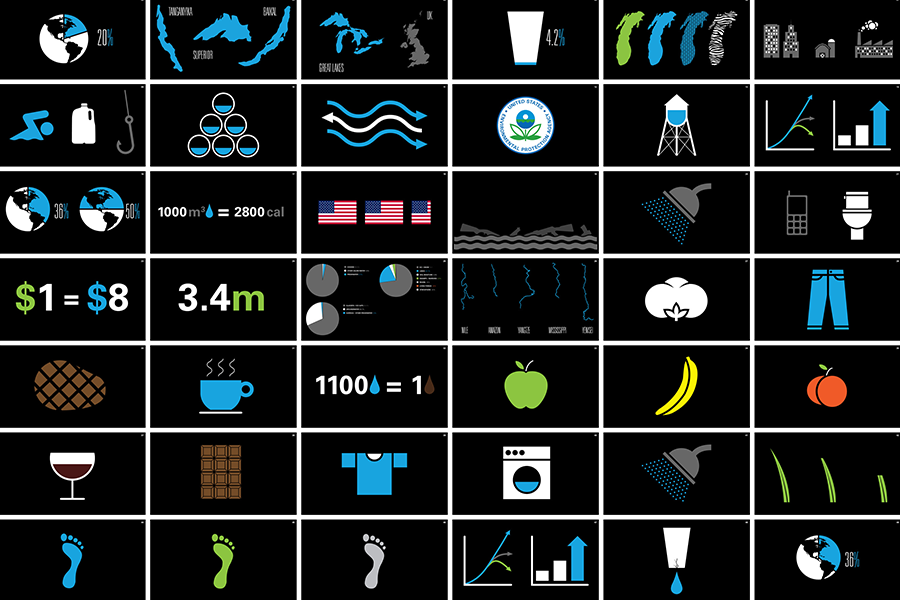 20%
TANGANYIKA
BAIKAL
SUPERIOR
UK
GREAT LAKES
4.2%
UNITED STATES
ENVIRONMENTAL PROTECTION AGENCY
36%
50%
1000 m³ = 2800 cal
$1 = $8
3.4m
NILE
AMAZON
YANGTZE
MISSISSIPPI
YENISEI
1100 = 1
36%